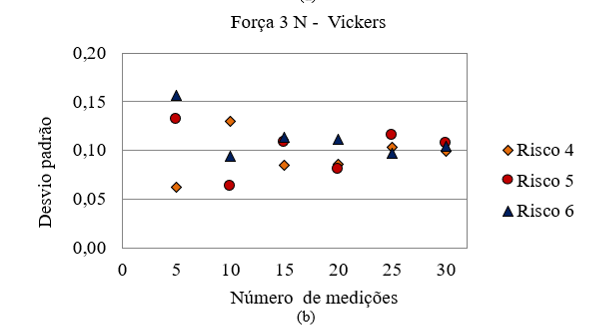 Força 3 N - Vickers
0,20
0,15
0,10
0,05
0,00
Desvio padrão
0 5 10 15 20 25 30
Número de medições
Risco 4
Risco 5
Risco 6
(b)